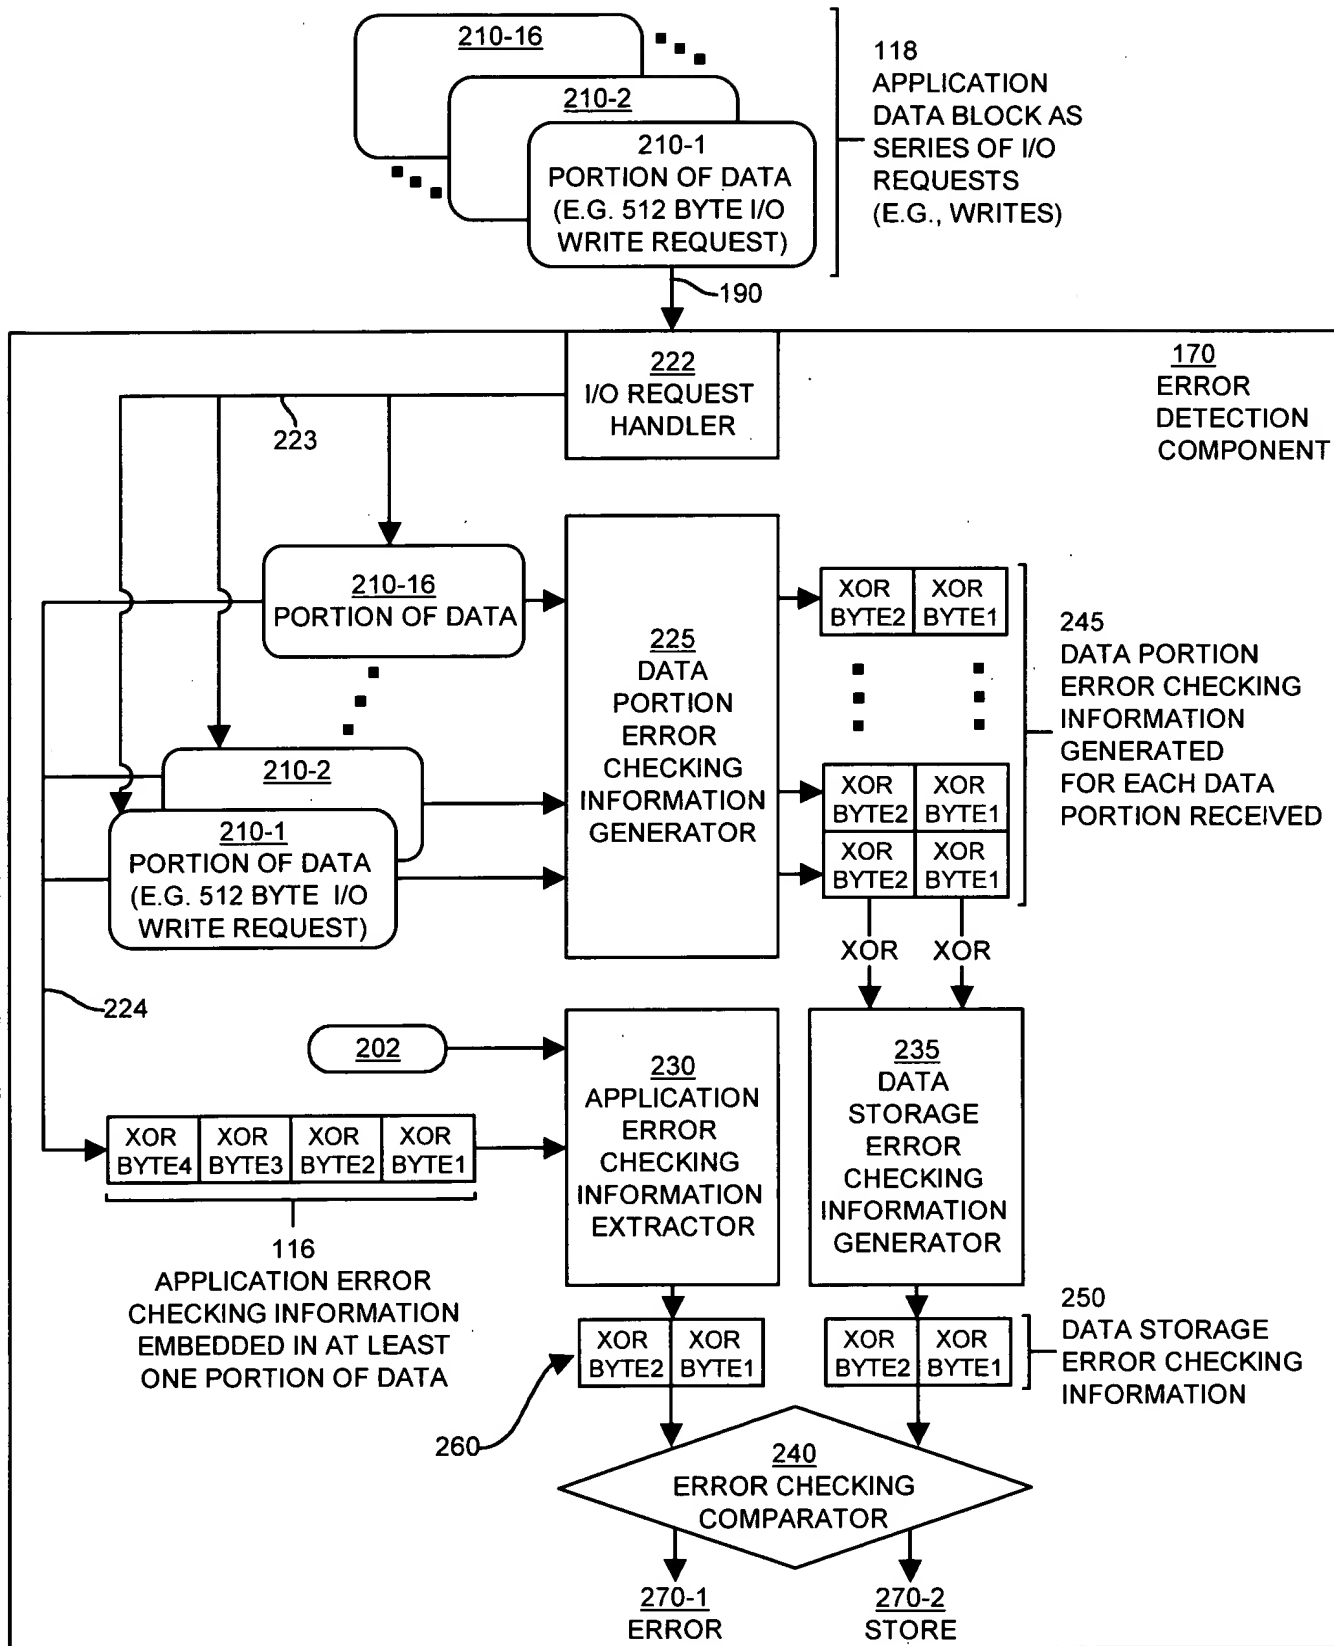 210-16
210-2
210-1
PORTION OF DATA
(E.G. 512 BYTE I/O
WRITE REQUEST)
118
APPLICATION
DATA BLOCK AS
SERIES OF I/O
REQUESTS
(E.G., WRITES)
190
222
I/O REQUEST
HANDLER
170
ERROR
DETECTION
COMPONENT
223
210-16
PORTION OF DATA
210-2
210-1
PORTION OF DATA
(E.G. 512 BYTE I/O
WRITE REQUEST)
225
DATA
PORTION
ERROR
CHECKING
INFORMATION
GENERATOR
XOR XOR
BYTE2 BYTE1
XOR XOR
BYTE2 BYTE1
XOR XOR
BYTE2 BYTE1
245
DATA PORTION
ERROR CHECKING
INFORMATION
GENERATED
FOR EACH DATA
PORTION RECEIVED
XOR XOR
224
202
XOR XOR XOR XOR
BYTE4 BYTE3 BYTE2 BYTE1
116
APPLICATION ERROR
CHECKING INFORMATION
EMBEDDED IN AT LEAST
ONE PORTION OF DATA
230
APPLICATION
ERROR
CHECKING
INFORMATION
EXTRACTOR
235
DATA
STORAGE
ERROR
CHECKING
INFORMATION
GENERATOR
XOR XOR
BYTE2 BYTE1
260
XOR XOR
BYTE2 BYTE1
250
DATA STORAGE
ERROR CHECKING
INFORMATION
240
ERROR CHECKING
COMPARATOR
270-1
ERROR
270-2
STORE